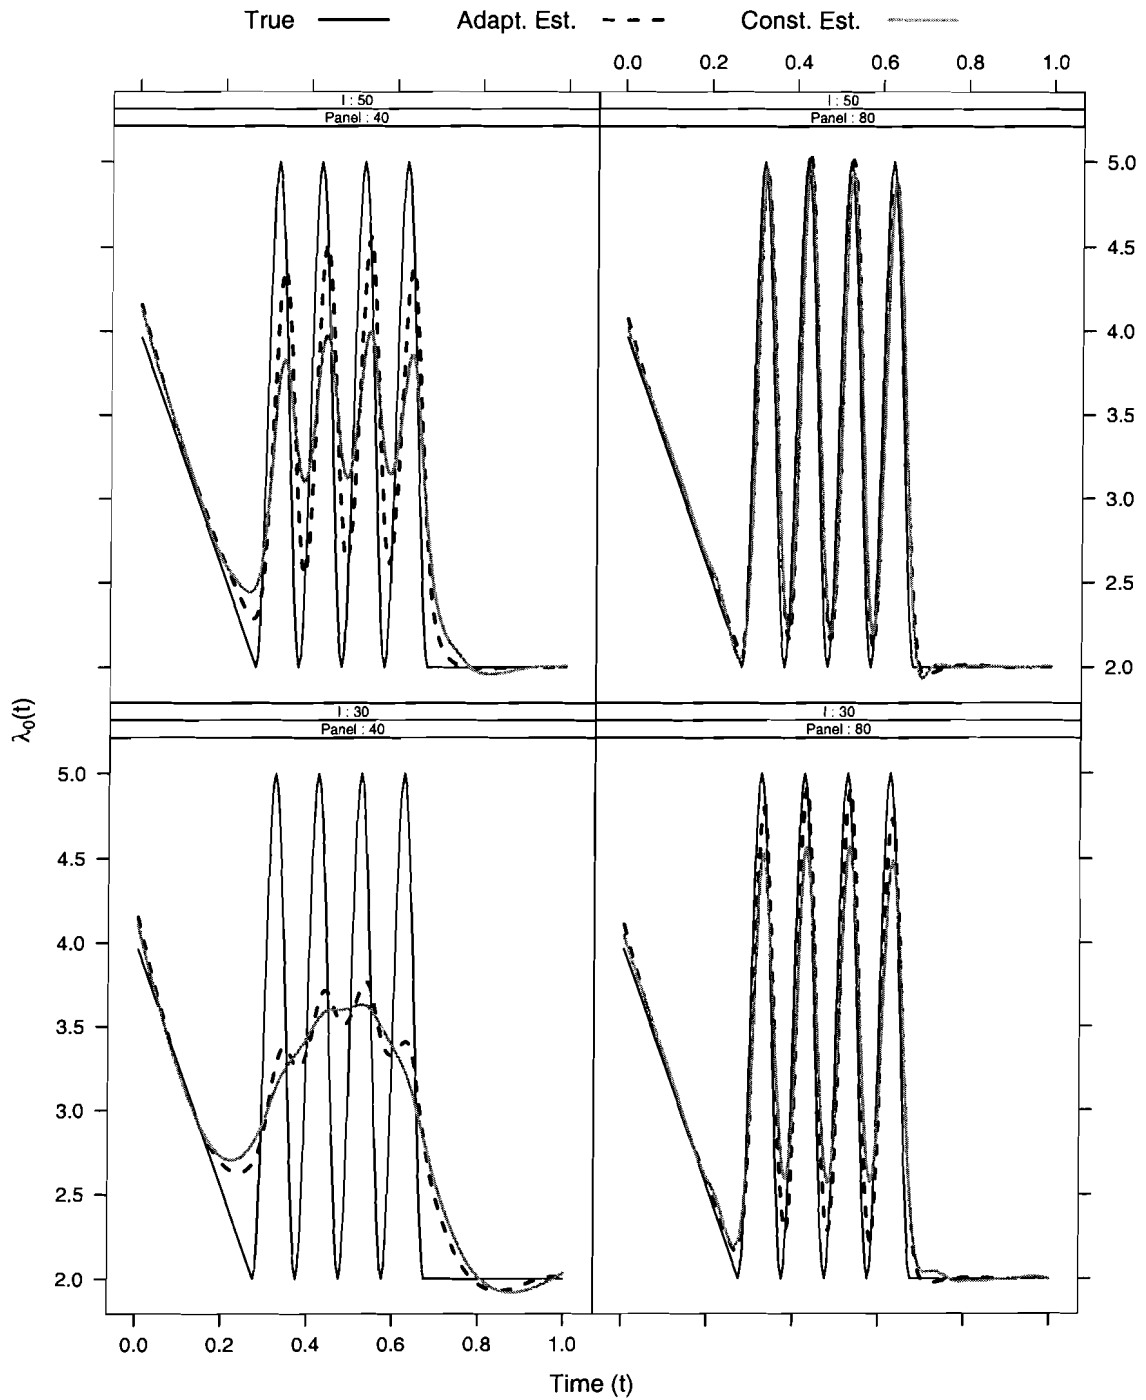 True Adapt. Est. Const. Est.
0.0 0.2 0.4 0.6 0.8 1.0
I : 50 I : 50
Panel : 40 Panel : 80
5.0
4.5
4.0
3.5
3.0
2.5
2.0
λ0(t)
I : 30 I : 30
Panel : 40 Panel : 80
5.0
4.5
4.0
3.5
3.0
2.5
2.0
0.0 0.2 0.4 0.6 0.8 1.0
Time (t)